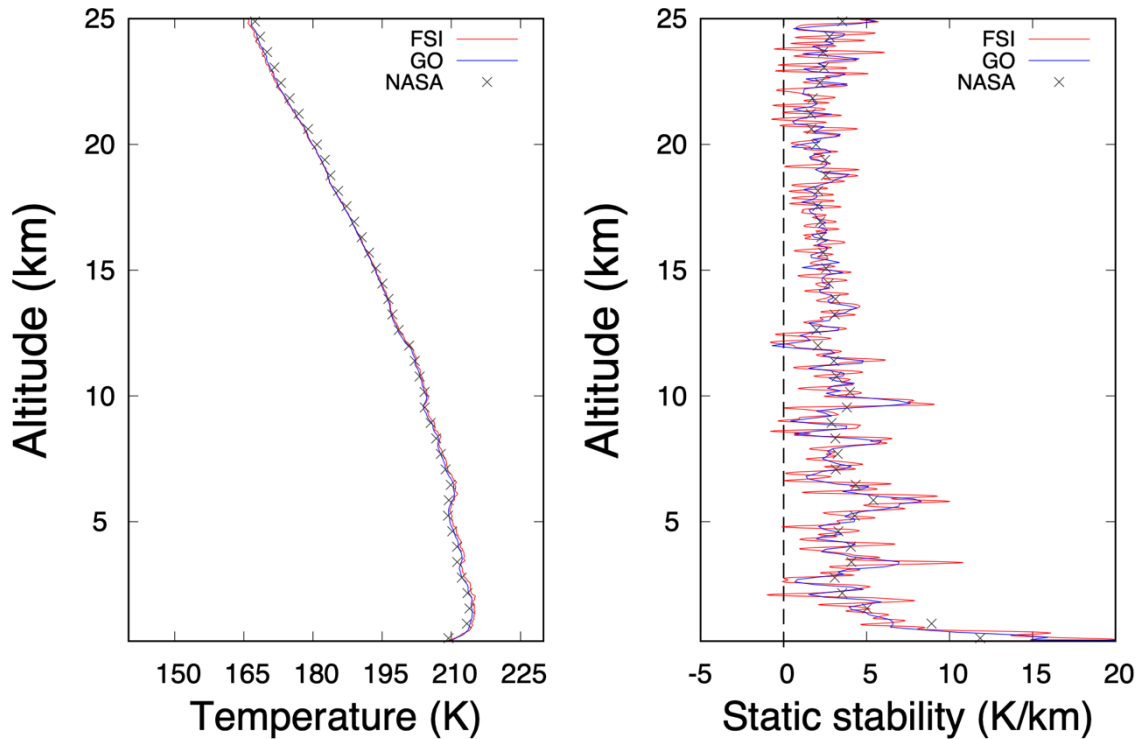 25
20
15
10
5
Altitude (km)
FSI
GO
NASA
150 165 180 195 210 225
Temperature (K)
25
20
15
10
5
Altitude (km)
FSI
GO
NASA
-5 0 5 10 15 20
Static stability (K/km)